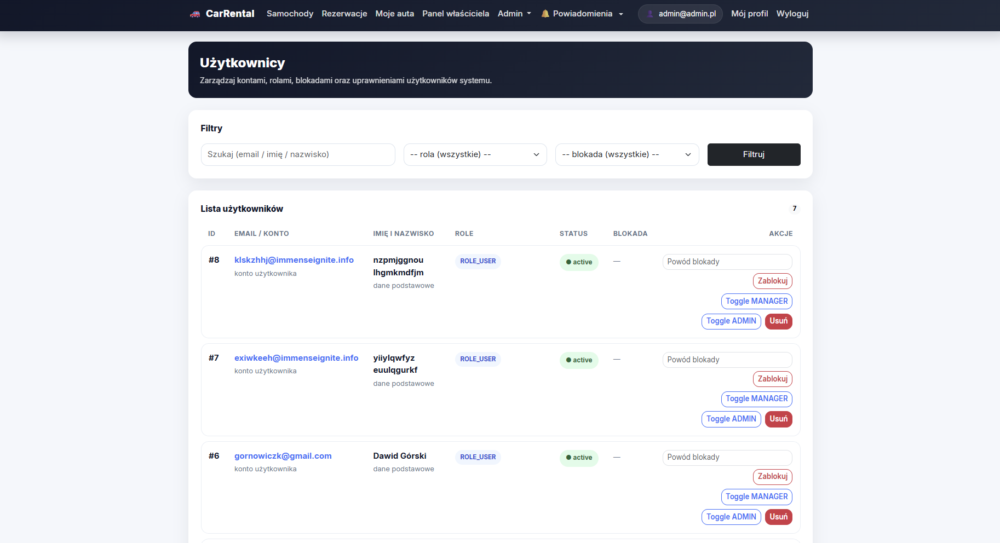 CarRental Samochody Rezerwacje Moje auta Panel właściciela Admin Powiadomienia admin@admin.pl Mój profil Wyloguj
Użytkownicy
Zarządzaj kontami, rolami, blokadami oraz uprawnieniami użytkowników systemu.
Filtry
Szukaj (email / imię / nazwisko) -- rola (wszystkie) -- -- blokada (wszystkie) -- Filtruj
Lista użytkowników 7
ID EMAIL / KONTO IMIĘ I NAZWISKO ROLE STATUS BLOKADA AKCJE
#8 klskzhhj@immenseignite.info nzpmjggnou ROLE_USER active — Powód blokady
konto użytkownika lhgmkmdfjm
dane podstawowe Zablokuj
Toggle MANAGER
Toggle ADMIN Usuń
#7 exiwkeeh@immenseignite.info yiiylqwfyz ROLE_USER active — Powód blokady
konto użytkownika euulqgurkf
dane podstawowe Zablokuj
Toggle MANAGER
Toggle ADMIN Usuń
#6 gornowiczk@gmail.com Dawid Górski ROLE_USER active — Powód blokady
konto użytkownika dane podstawowe Zablokuj
Toggle MANAGER
Toggle ADMIN Usuń